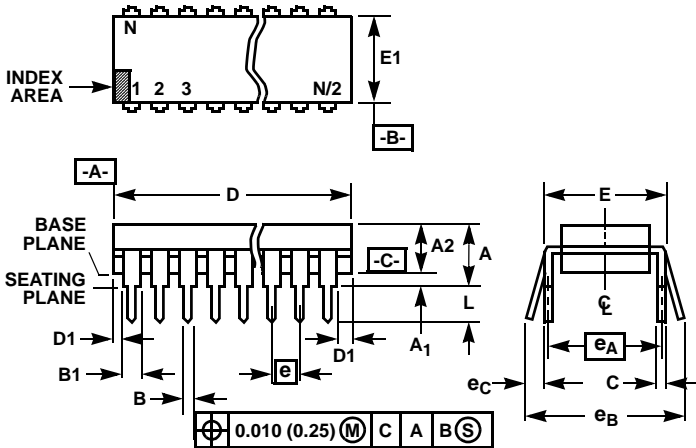 N
E1
INDEX
AREA
1 2 3 N/2
-B-
-A-
D
E
BASE
PLANE
A2
A
-C-
SEATING
PLANE
L
D1
A1
D1
eA
B1
e
eC
C
B
eB
0.010 (0.25) M C A B S